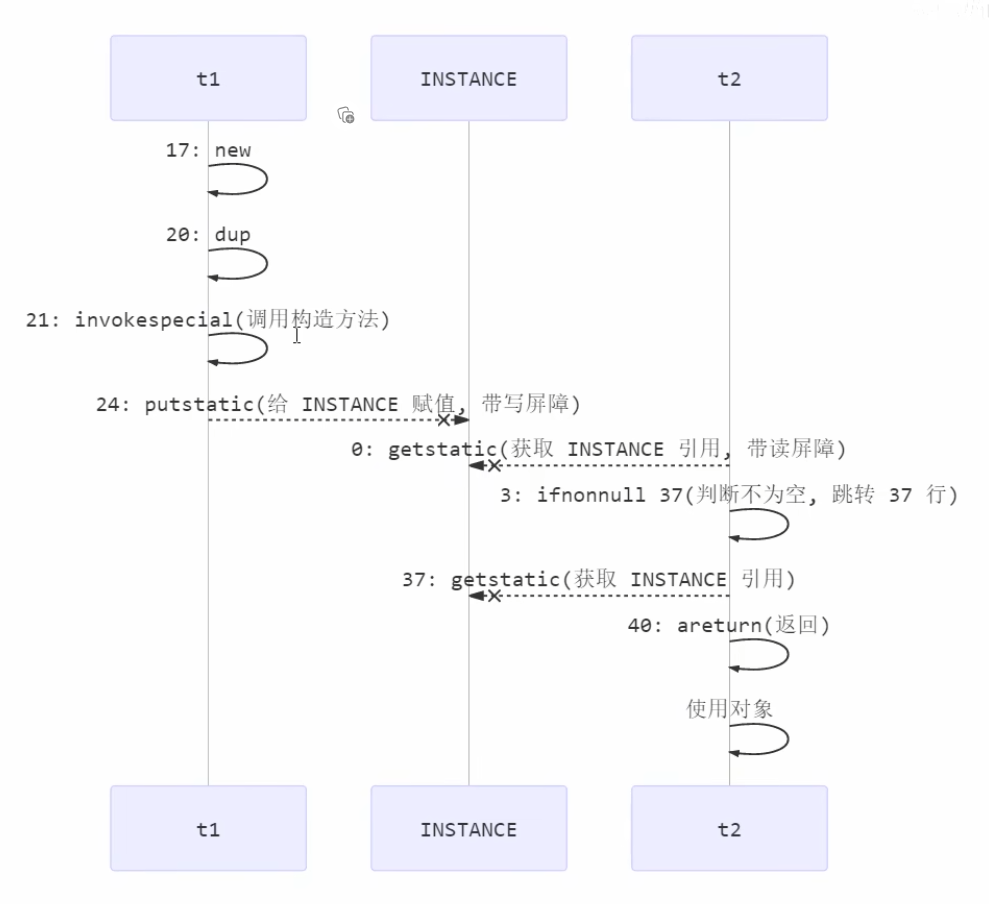 t1
INSTANCE
t2
17: new
20: dup
21: invokespecial(调用构造方法)
24: putstatic(给 INSTANCE 赋值, 带写屏障)
0: getstatic(获取 INSTANCE 引用, 带读屏障)
3: ifnonnull 37(判断不为空, 跳转 37 行)
37: getstatic(获取 INSTANCE 引用)
40: areturn(返回)
使用对象
t1
INSTANCE
t2